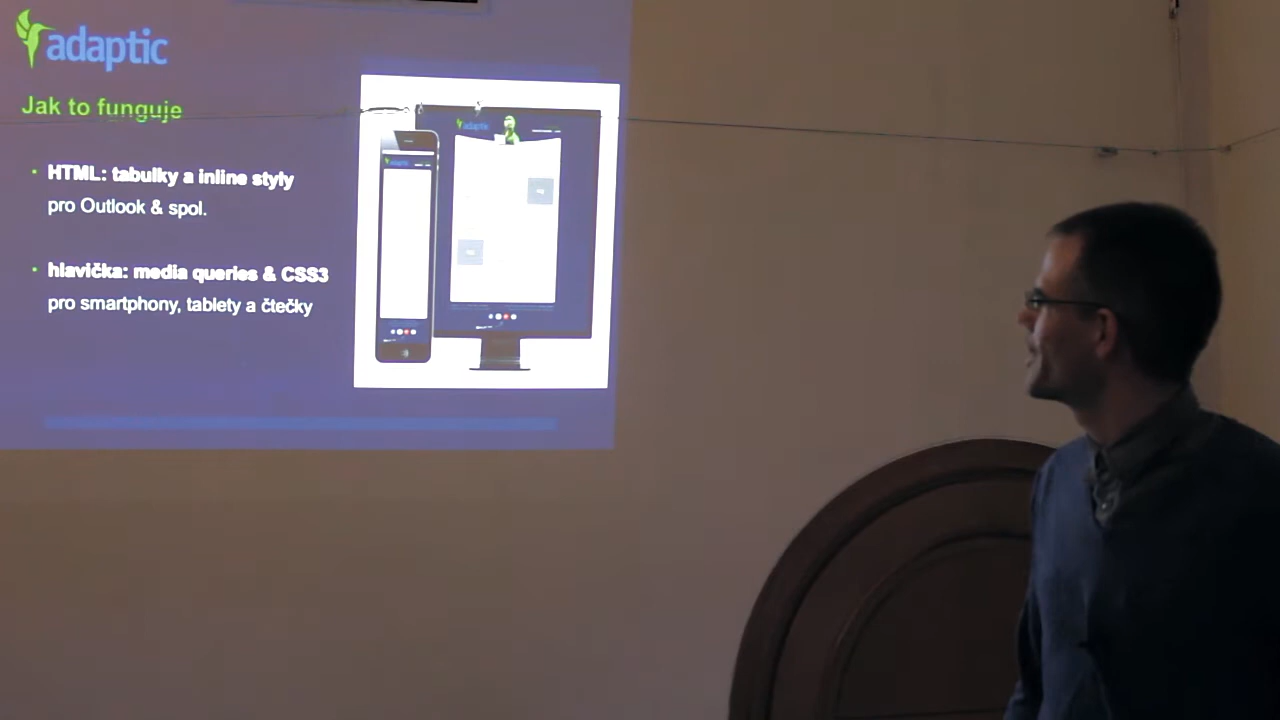 adaptic
Jak to funguje
HTML: tabulky a inline styly
pro Outlook & spol.
hlavička: media queries & CSS3
pro smartphony, tablety a čtečky
adaptic